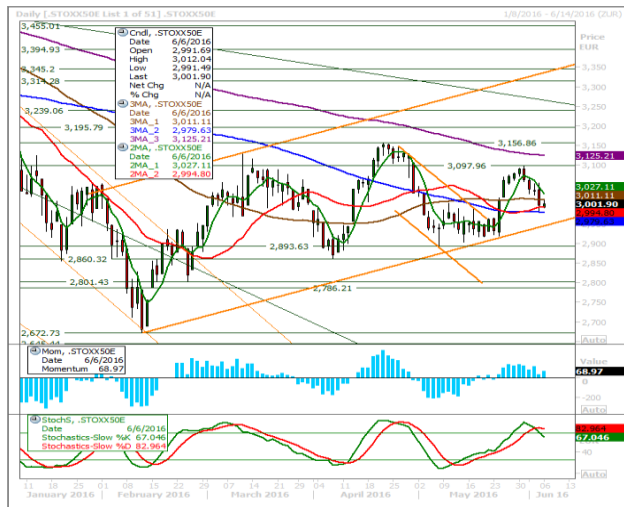 Daily [.STOXX50E List 1 of 51] .STOXX50E
1/8/2016 - 6/14/2016 (ZUR)
Price
EUR
3,455.01
3,394.93
3,345.2
3,314.28
3,239.06
3,195.79
Cndl, .STOXX50E
Date 6/6/2016
Open 2,991.69
High 3,012.04
Low 2,991.49
Last 3,001.90
Net Chg N/A
% Chg N/A
3MA, .STOXX50E
Date 6/6/2016
3MA_1 3,011.11
3MA_2 2,979.63
3MA_3 3,125.21
2MA, .STOXX50E
Date 6/6/2016
2MA_1 3,027.11
2MA_2 2,994.80
3,156.86
3,097.96
2,893.63
2,860.32
2,801.43
2,786.21
2,672.73
3,350
3,300
3,250
3,200
3,150
3,125.21
3,100
3,027.11
3,011.11
3,001.90
2,994.80
2,900
2,850
2,800
2,750
2,700
Auto
Mom, .STOXX50E
Date 6/6/2016
Momentum 68.97
Value
68.97
0
-200
Auto
StochS, .STOXX50E
Date 6/6/2016
Stochastics-Slow %K 67.046
Stochastics-Slow %D 82.964
82.964
67.046
Auto
11 18 25 01 08 15 22 29 07 14 21 28 04 11 18 25 02 09 16 23 30 06 13
January 2016 February 2016 March 2016 April 2016 May 2016 Jun 16